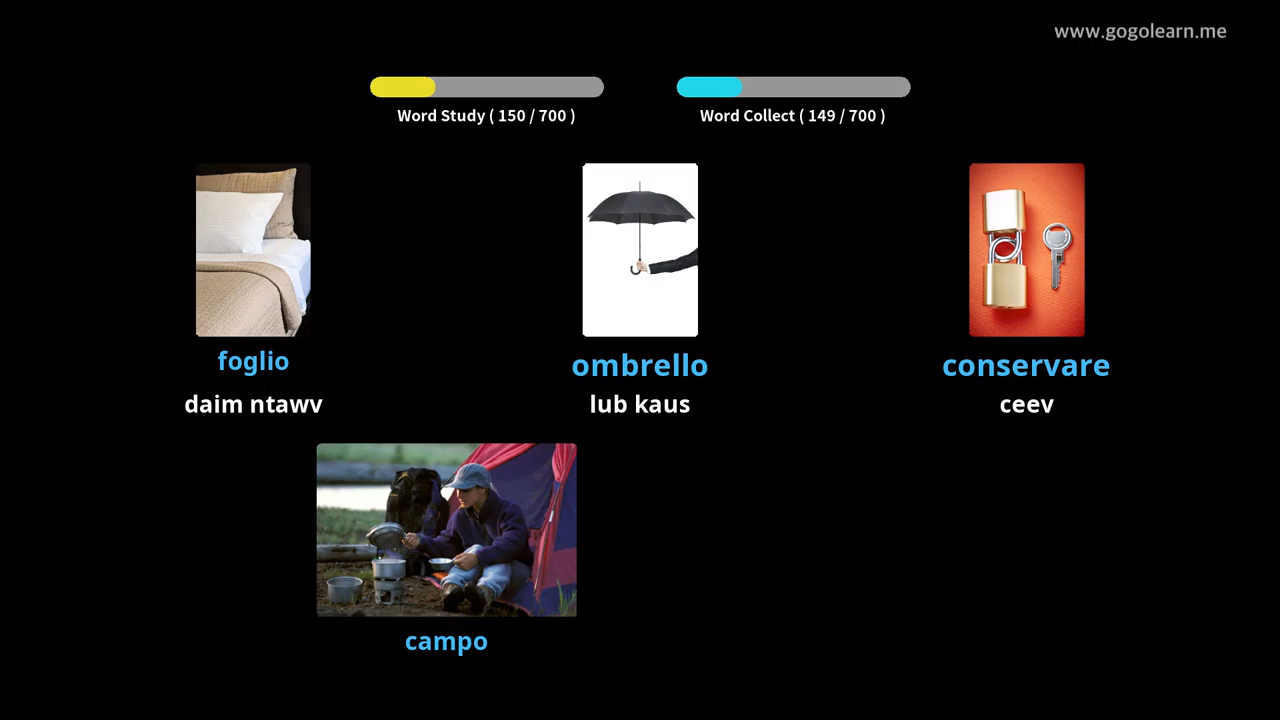 www.gogolearn.me
Word Study ( 150 / 700 )
Word Collect ( 149 / 700 )
foglio
ombrello
conservare
daim ntawv
lub kaus
ceev
campo